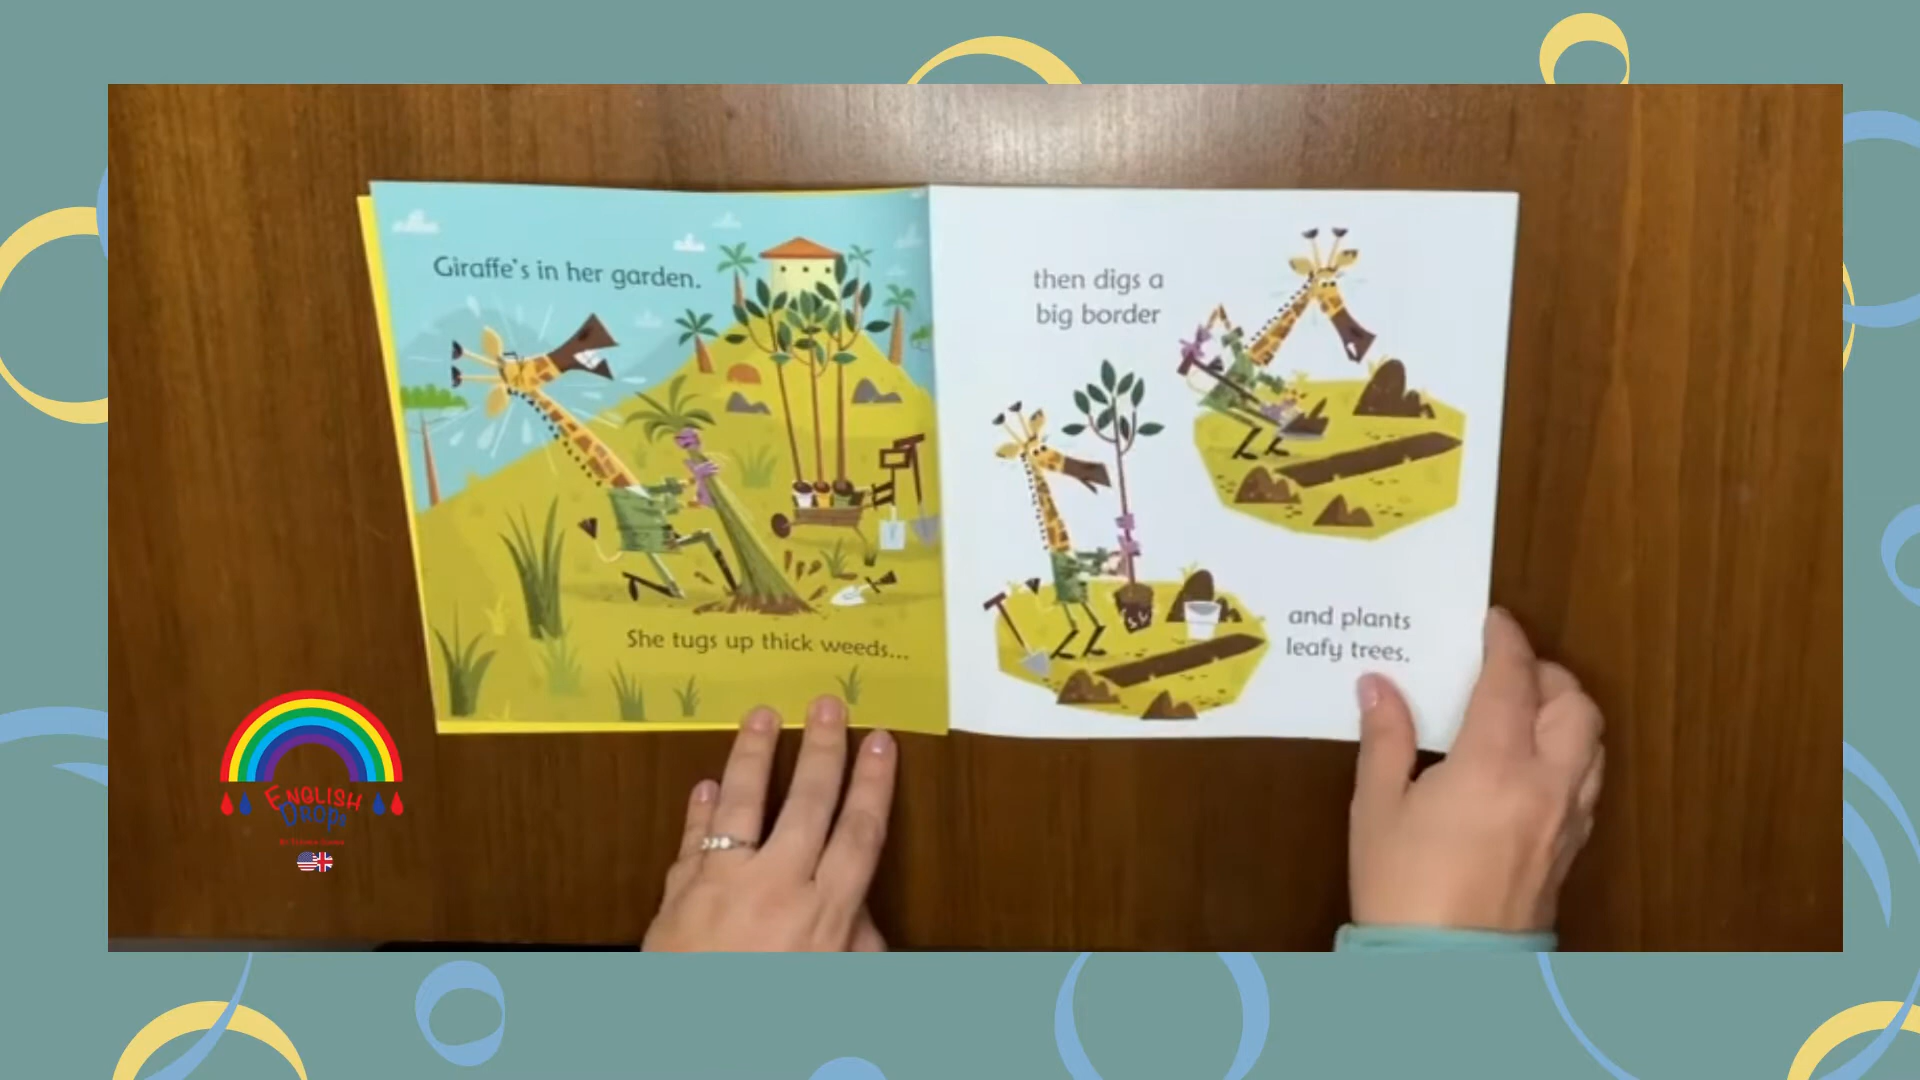 Giraffe's in her garden.
She tugs up thick weeds...
then digs a
big border
and plants
leafy trees.
ENGLISH
DROPS